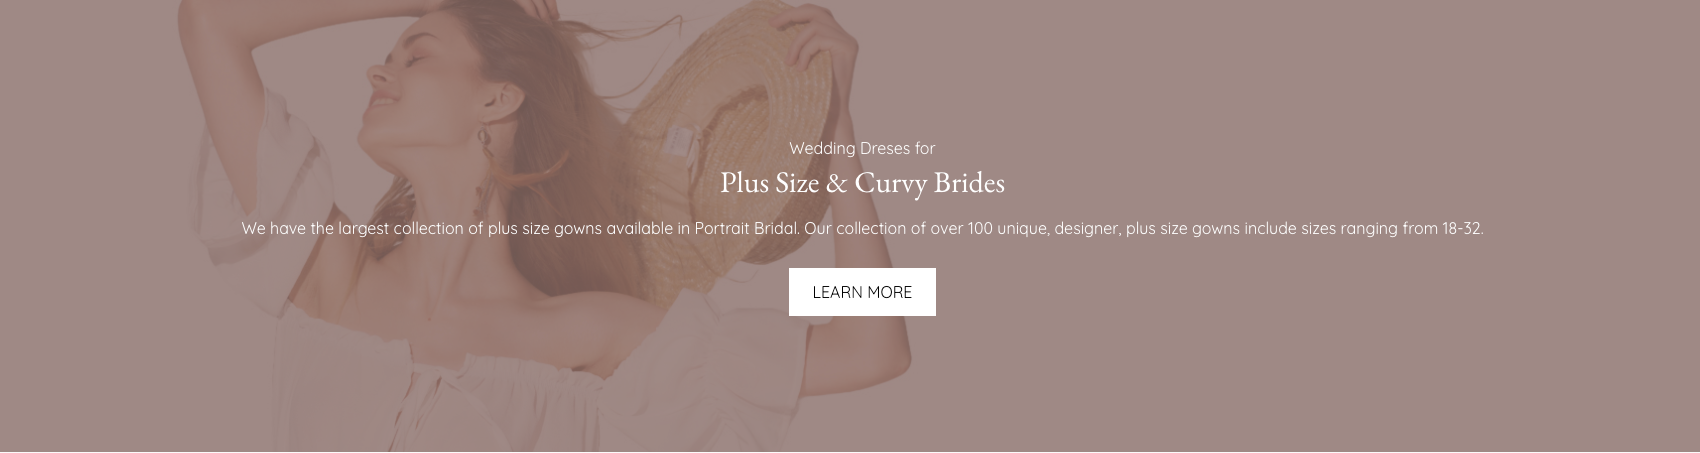 Wedding Dreses for
Plus Size & Curvy Brides
We have the largest collection of plus size gowns available in Portrait Bridal. Our collection of over 100 unique, designer, plus size gowns include sizes ranging from 18-32.
LEARN MORE